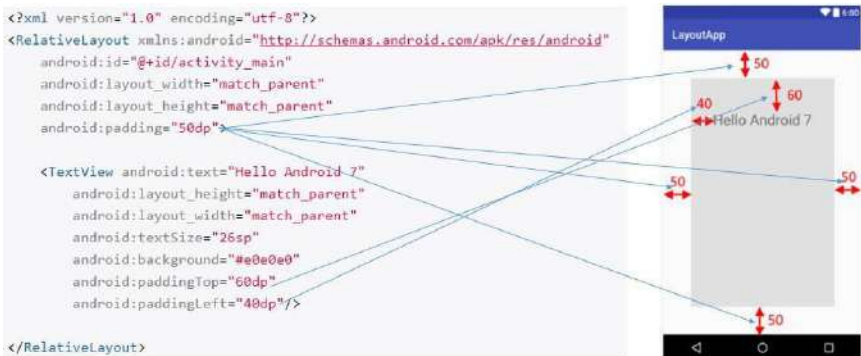 <?xml version="1.0" encoding="utf-8"?>
<RelativeLayout xmlns:android="http://schemas.android.com/apk/res/android"
android:id="@+id/activity_main"
android:layout_width="match_parent"
android:layout_height="match_parent"
android:padding="50dp">
<TextView android:text="Hello Android 7"
android:layout_height="match_parent"
android:layout_width="match_parent"
android:textSize="26sp"
android:background="#e0e0e0"
android:paddingTop="60dp"
android:paddingLeft="40dp"/>
</RelativeLayout>
6:00
LayoutApp
50
60
40
Hello Android 7
50
50
50